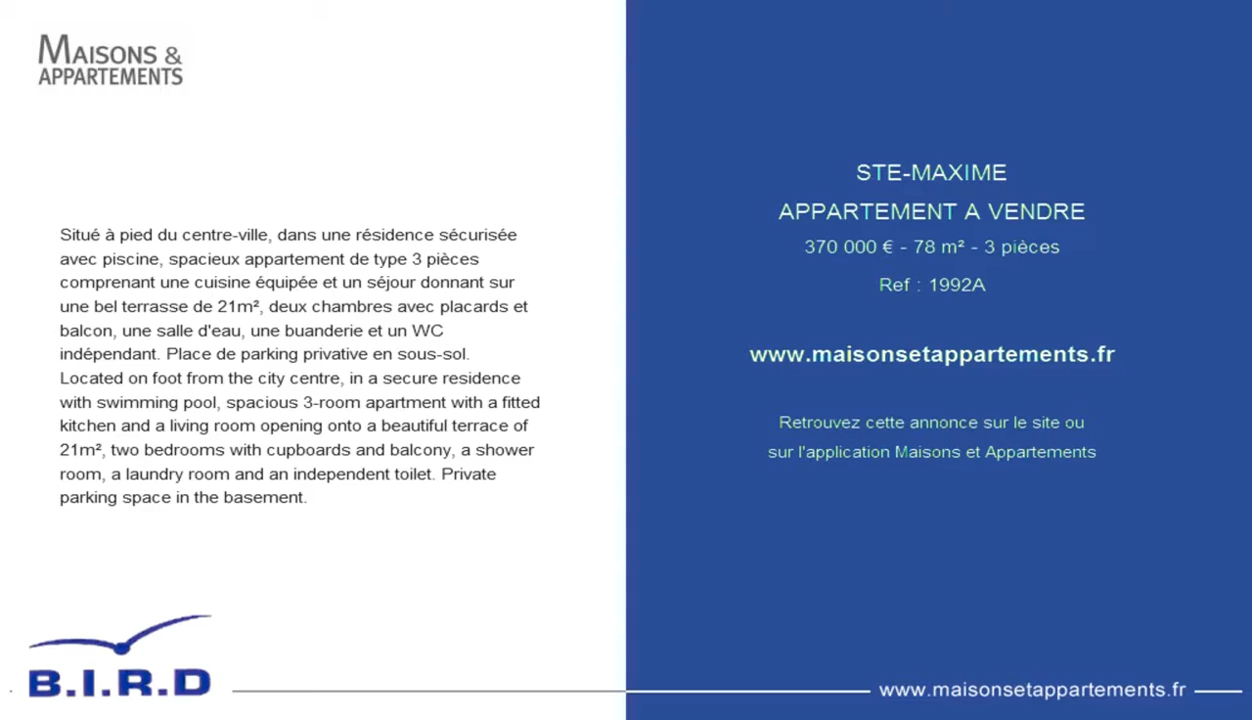 MAISONS &
APPARTEMENTS
Situé à pied du centre-ville, dans une résidence sécurisée
avec piscine, spacieux appartement de type 3 pièces
comprenant une cuisine équipée et un séjour donnant sur
une bel terrasse de 21m², deux chambres avec placards et
balcon, une salle d'eau, une buanderie et un WC
indépendant. Place de parking privative en sous-sol.
Located on foot from the city centre, in a secure residence
with swimming pool, spacious 3-room apartment with a fitted
kitchen and a living room opening onto a beautiful terrace of
21m², two bedrooms with cupboards and balcony, a shower
room, a laundry room and an independent toilet. Private
parking space in the basement.
B.I.R.D
STE-MAXIME
APPARTEMENT A VENDRE
370 000 € - 78 m² - 3 pièces
Ref : 1992A
www.maisonsetappartements.fr
Retrouvez cette annonce sur le site ou
sur l'application Maisons et Appartements
www.maisonsetappartements.fr